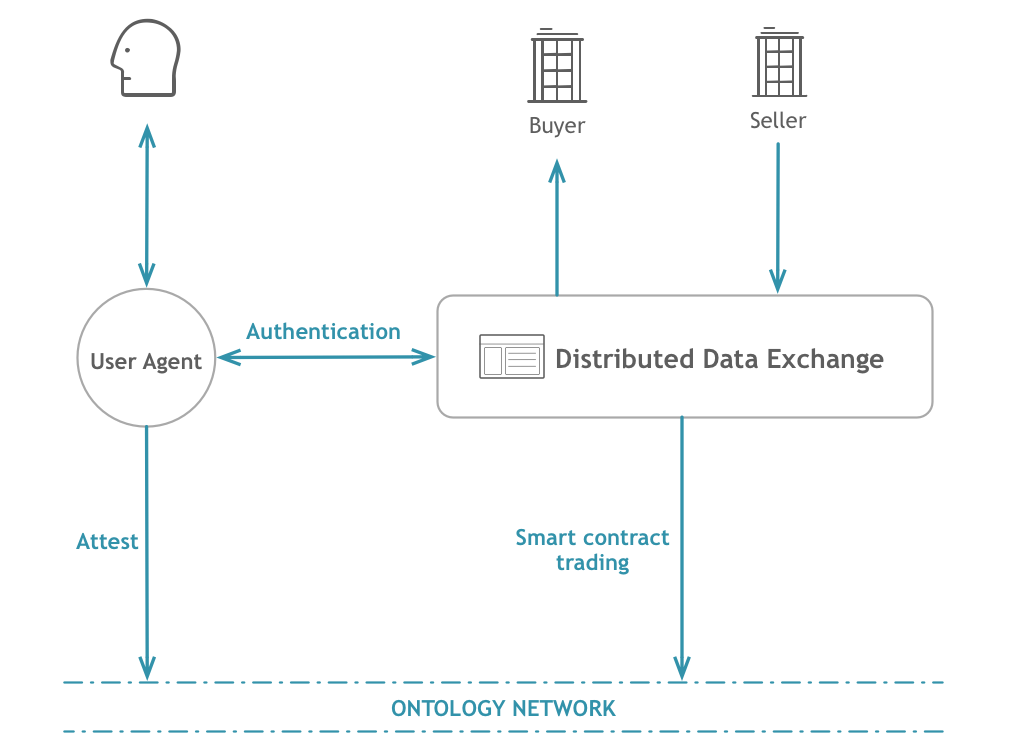 Buyer
Seller
Authentication
User Agent
Distributed Data Exchange
Attest
Smart contract
trading
ONTOLOGY NETWORK